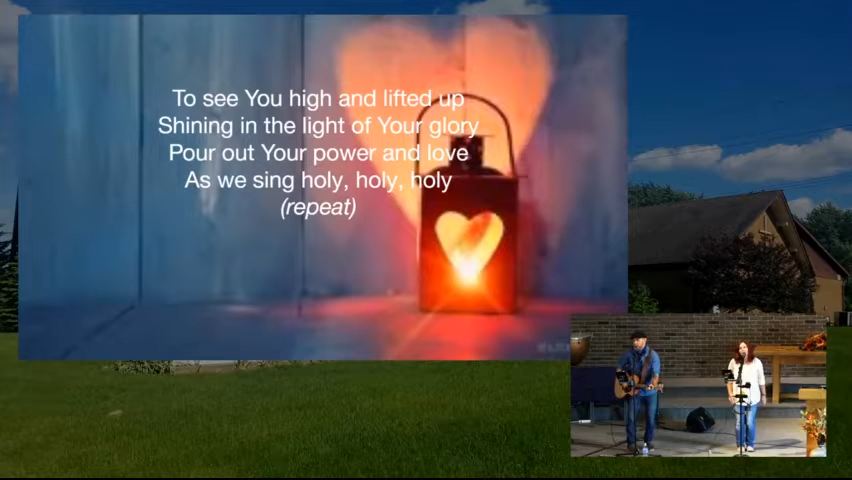 To see You high and lifted up
Shining in the light of Your glory
Pour out Your power and love
As we sing holy, holy, holy
(repeat)